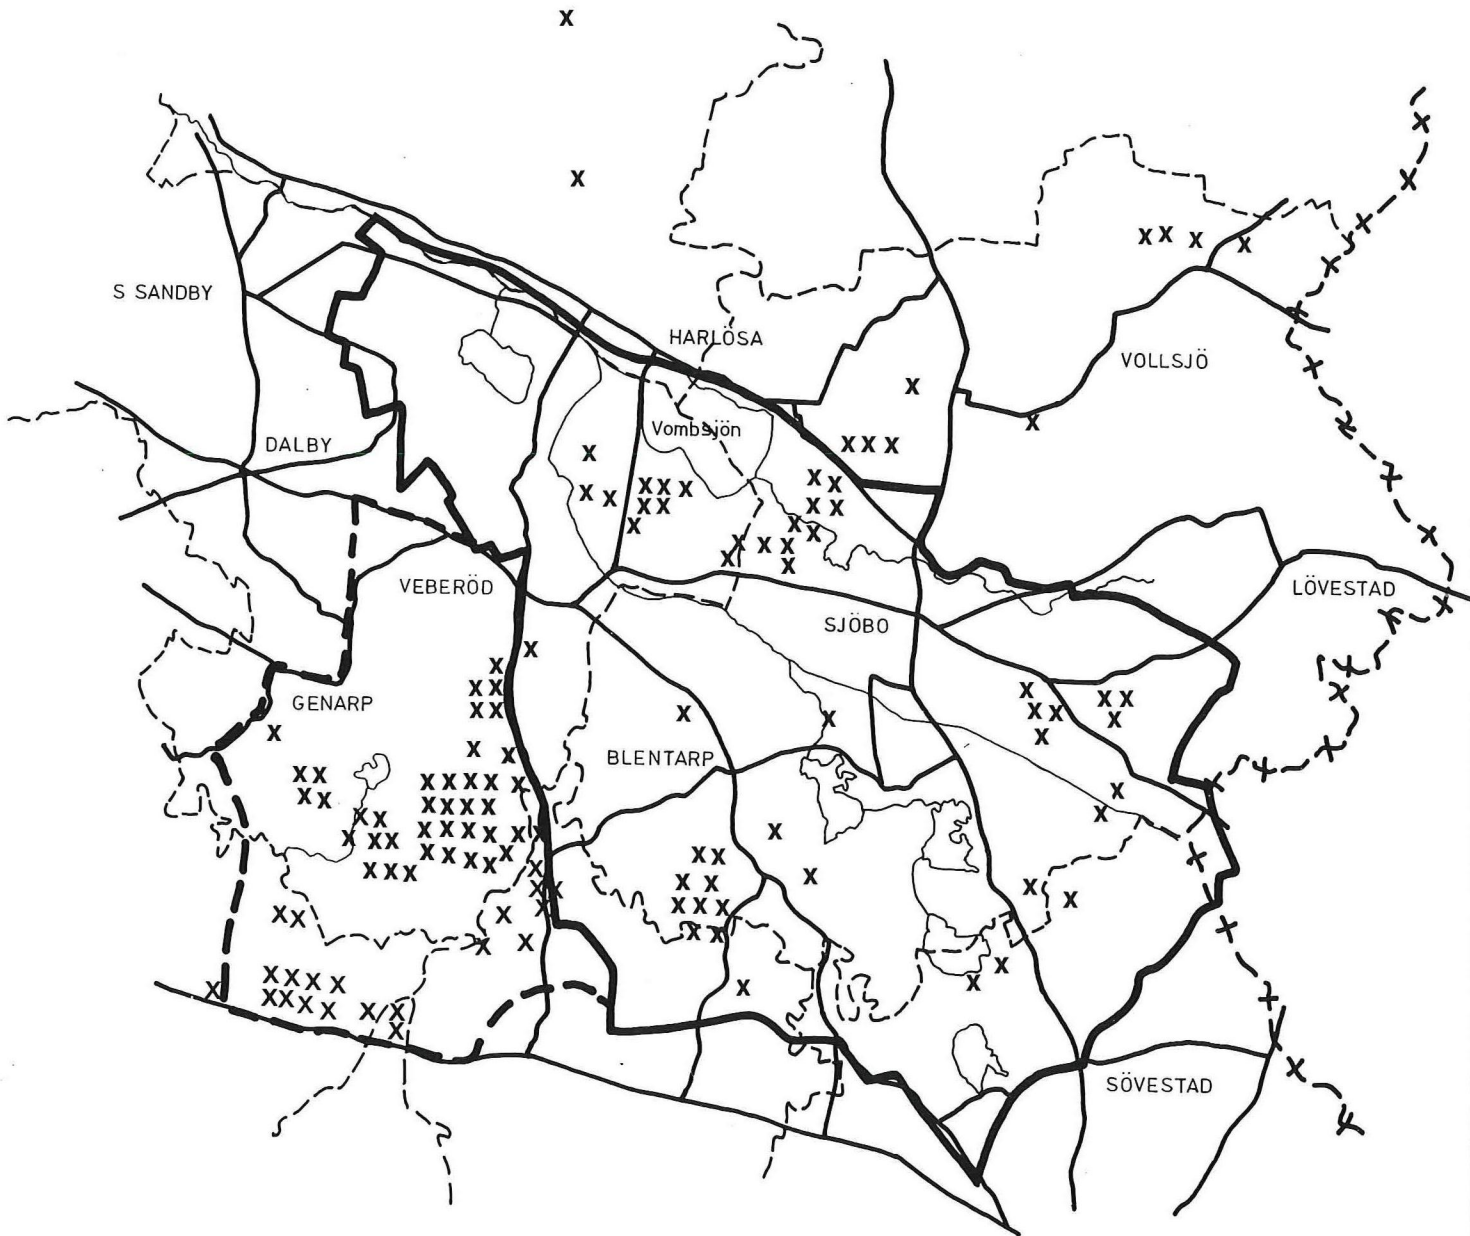 S SANDBY
HARLÖSA
VOLLSJÖ
Vombsjön
DALBY
VEBERÖD
LÖVESTAD
SJÖBO
GENARP
BLENTARP
SÖVESTAD